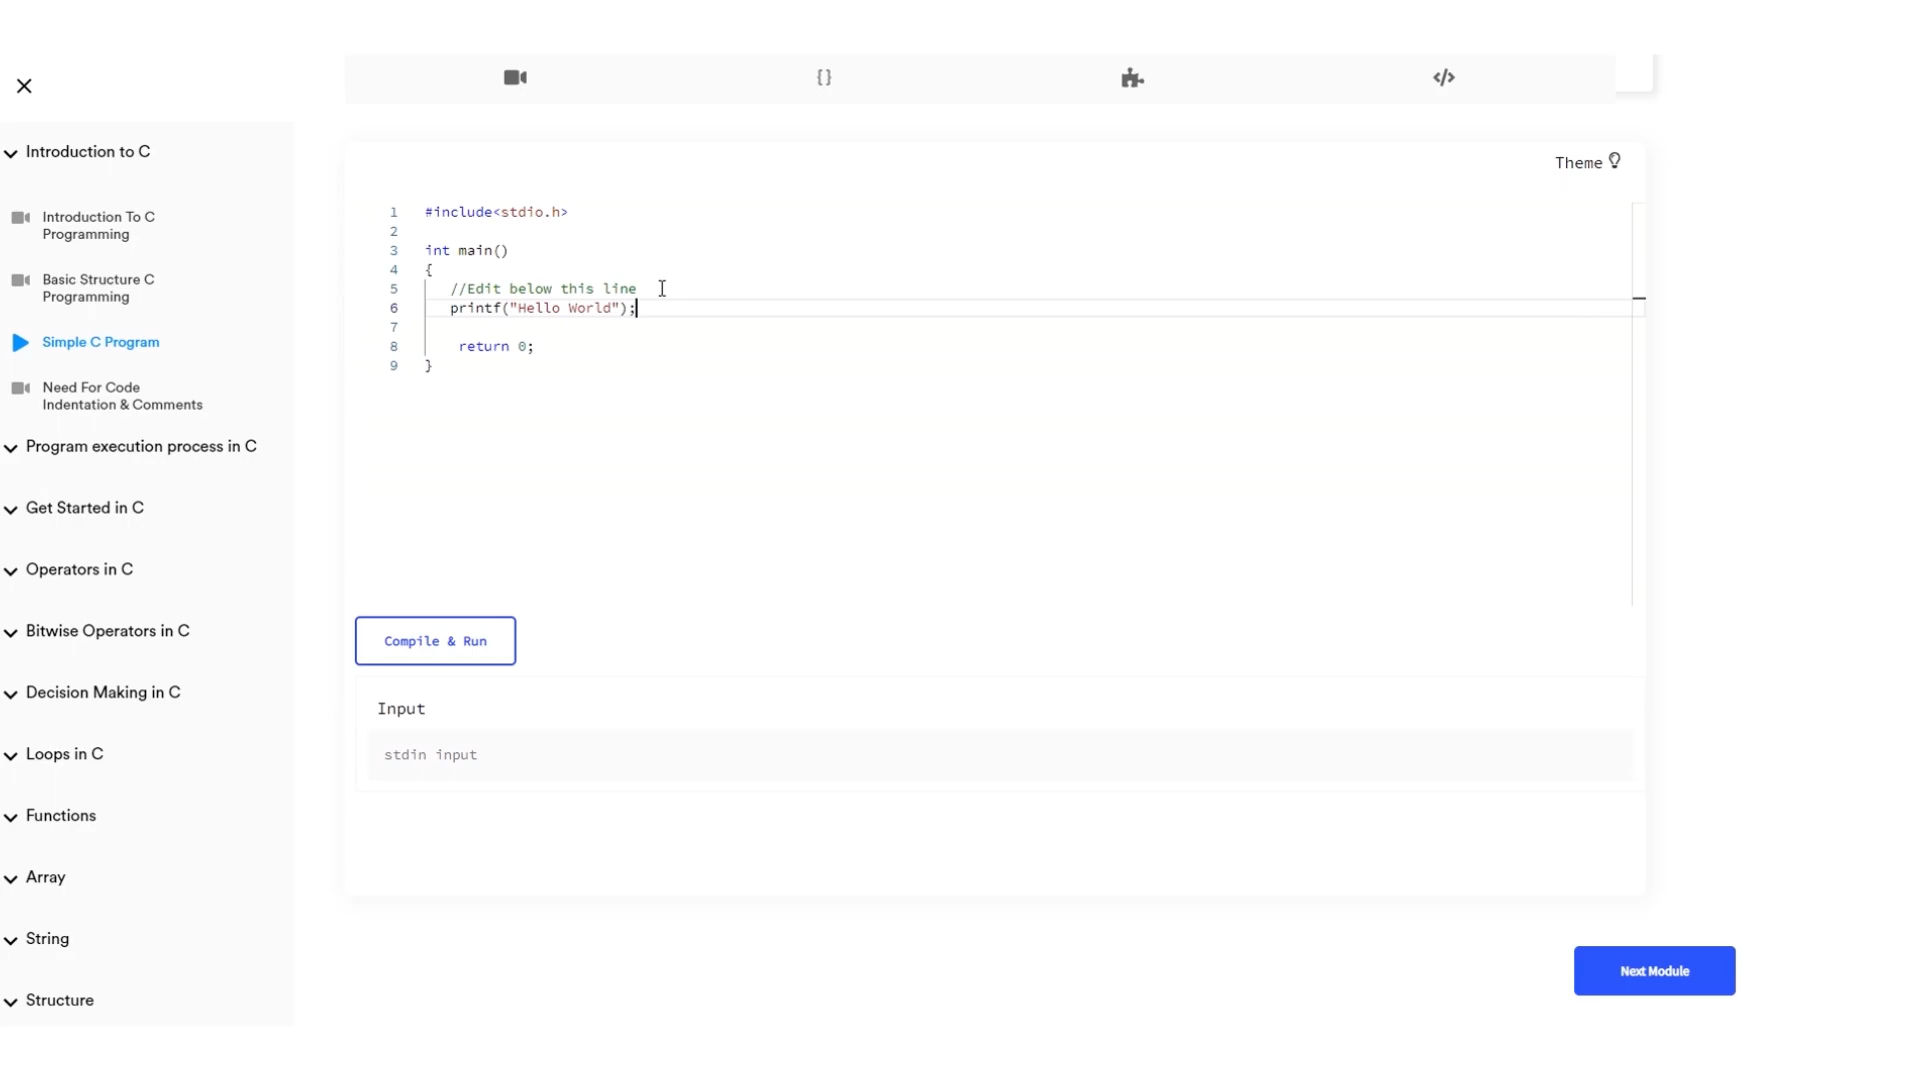 {}
</>
Introduction to C
Introduction To C
Programming
Basic Structure C
Programming
Simple C Program
Need For Code
Indentation & Comments
Program execution process in C
Get Started in C
Operators in C
Bitwise Operators in C
Decision Making in C
Loops in C
Functions
Array
String
Structure
Theme
1 #include<stdio.h>
2
3 int main()
4 {
5 //Edit below this line
6 printf("Hello World");
7
8 return 0;
9 }
Compile & Run
Input
stdin input
Next Module